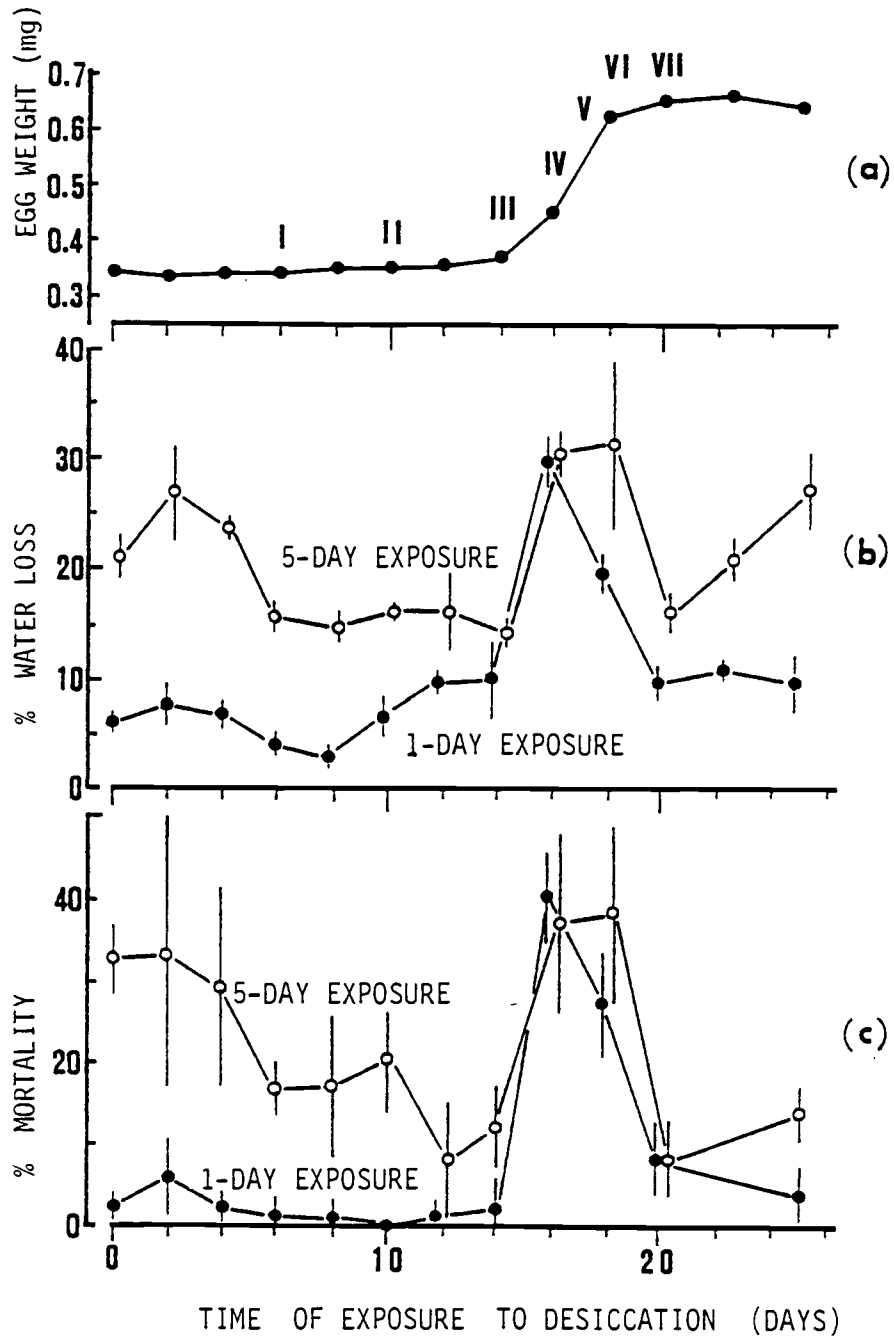 EGG WEIGHT (mg)
0.7
0.6
0.5
0.4
0.3
I
II
III
IV
V
VI
VII
(a)
% WATER LOSS
40
30
20
10
0
5-DAY EXPOSURE
1-DAY EXPOSURE
(b)
% MORTALITY
40
20
0
5-DAY EXPOSURE
1-DAY EXPOSURE
(c)
0
10
20
TIME OF EXPOSURE TO DESICCATION (DAYS)